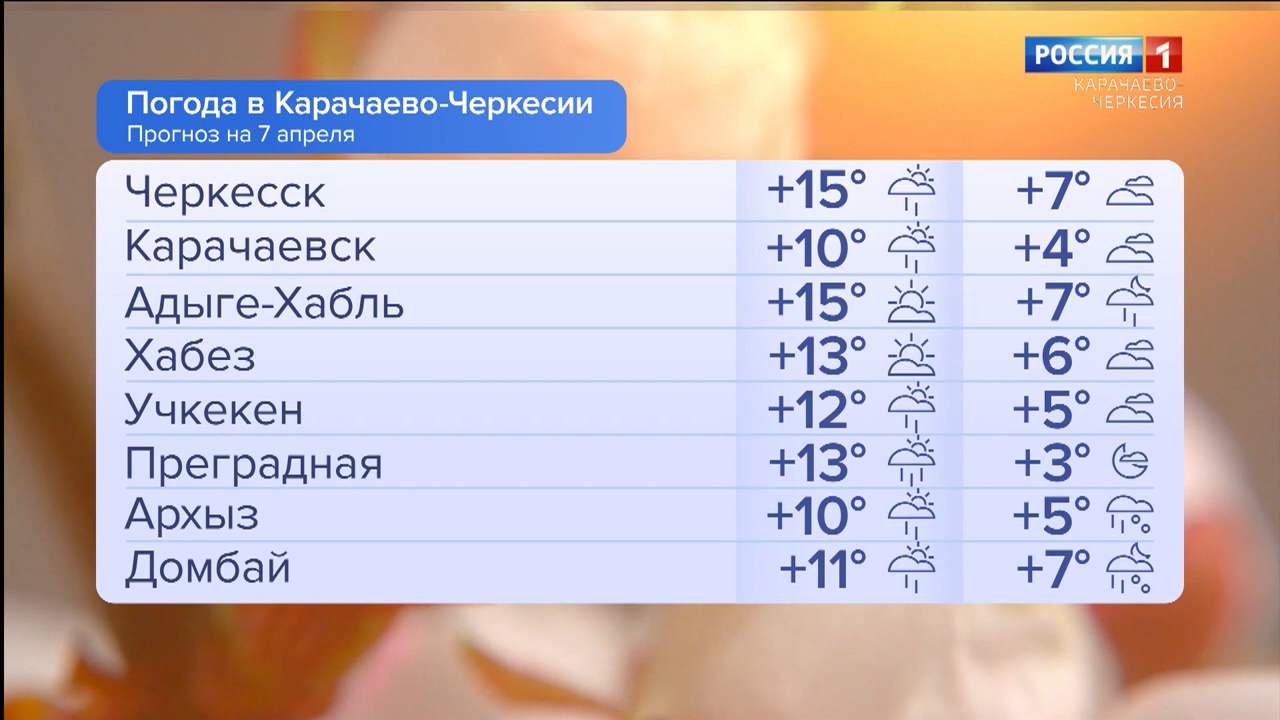 РОССИЯ 1
КАРАЧАЕВО-
ЧЕРКЕСИЯ
Погода в Карачаево-Черкесии
Прогноз на 7 апреля
Черкесск +15° +7°
Карачаевск +10° +4°
Адыге-Хабль +15° +7°
Хабез +13° +6°
Учкекен +12° +5°
Преградная +13° +3°
Архыз +10° +5°
Домбай +11° +7°